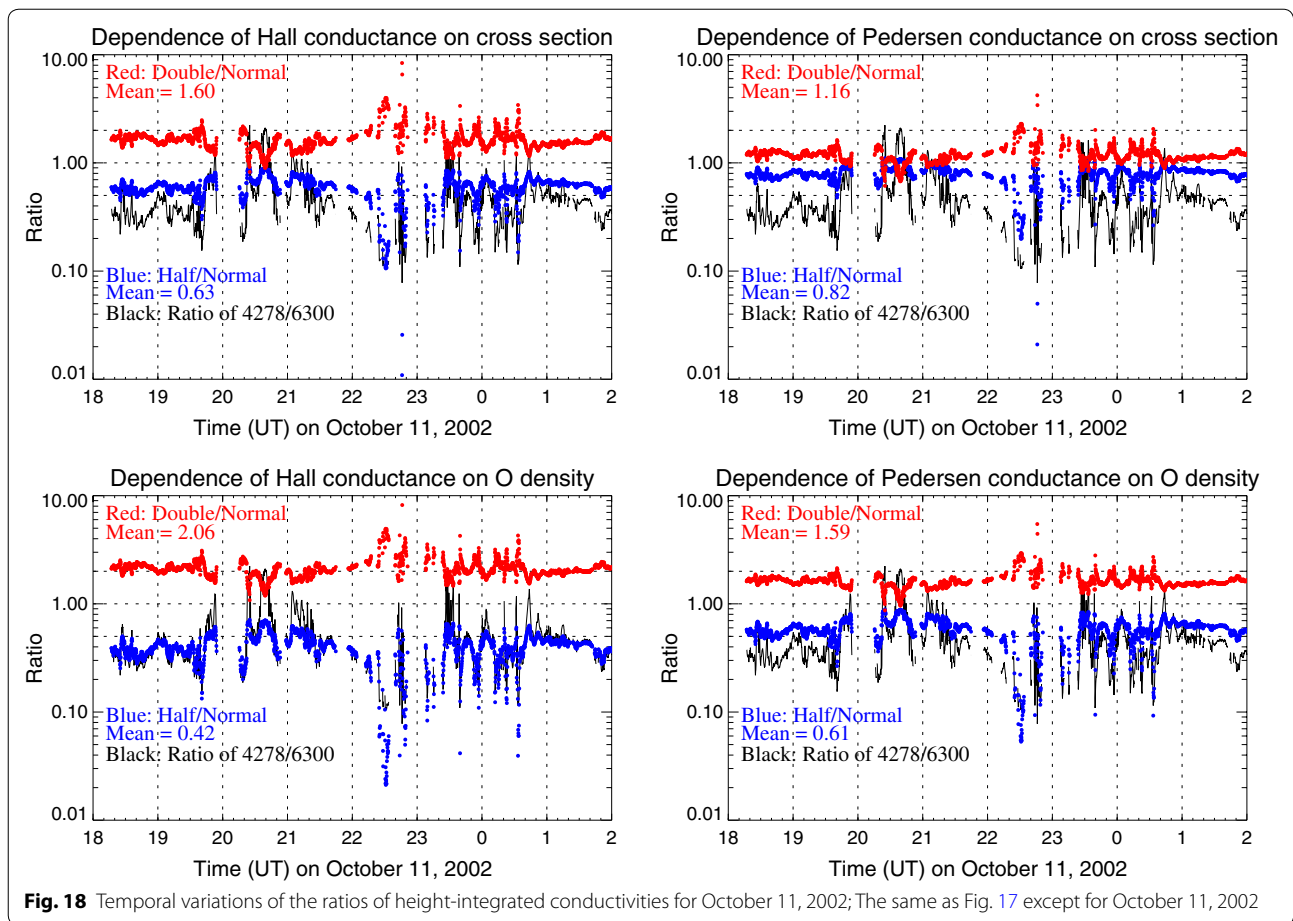 Dependence of Hall conductance on cross section
10.00
1.00
0.10
0.01
Ratio
Red: Double/Normal
Mean = 1.60
Blue: Half/Normal
Mean = 0.63
Black: Ratio of 4278/6300
18 19 20 21 22 23 0 1 2
Time (UT) on October 11, 2002
Dependence of Pedersen conductance on cross section
10.00
1.00
0.10
0.01
Ratio
Red: Double/Normal
Mean = 1.16
Blue: Half/Normal
Mean = 0.82
Black: Ratio of 4278/6300
18 19 20 21 22 23 0 1 2
Time (UT) on October 11, 2002
Dependence of Hall conductance on O density
10.00
1.00
0.10
0.01
Ratio
Red: Double/Normal
Mean = 2.06
Blue: Half/Normal
Mean = 0.42
Black: Ratio of 4278/6300
18 19 20 21 22 23 0 1 2
Time (UT) on October 11, 2002
Dependence of Pedersen conductance on O density
10.00
1.00
0.10
0.01
Ratio
Red: Double/Normal
Mean = 1.59
Blue: Half/Normal
Mean = 0.61
Black: Ratio of 4278/6300
18 19 20 21 22 23 0 1 2
Time (UT) on October 11, 2002
Fig. 18 Temporal variations of the ratios of height-integrated conductivities for October 11, 2002; The same as Fig. 17 except for October 11, 2002